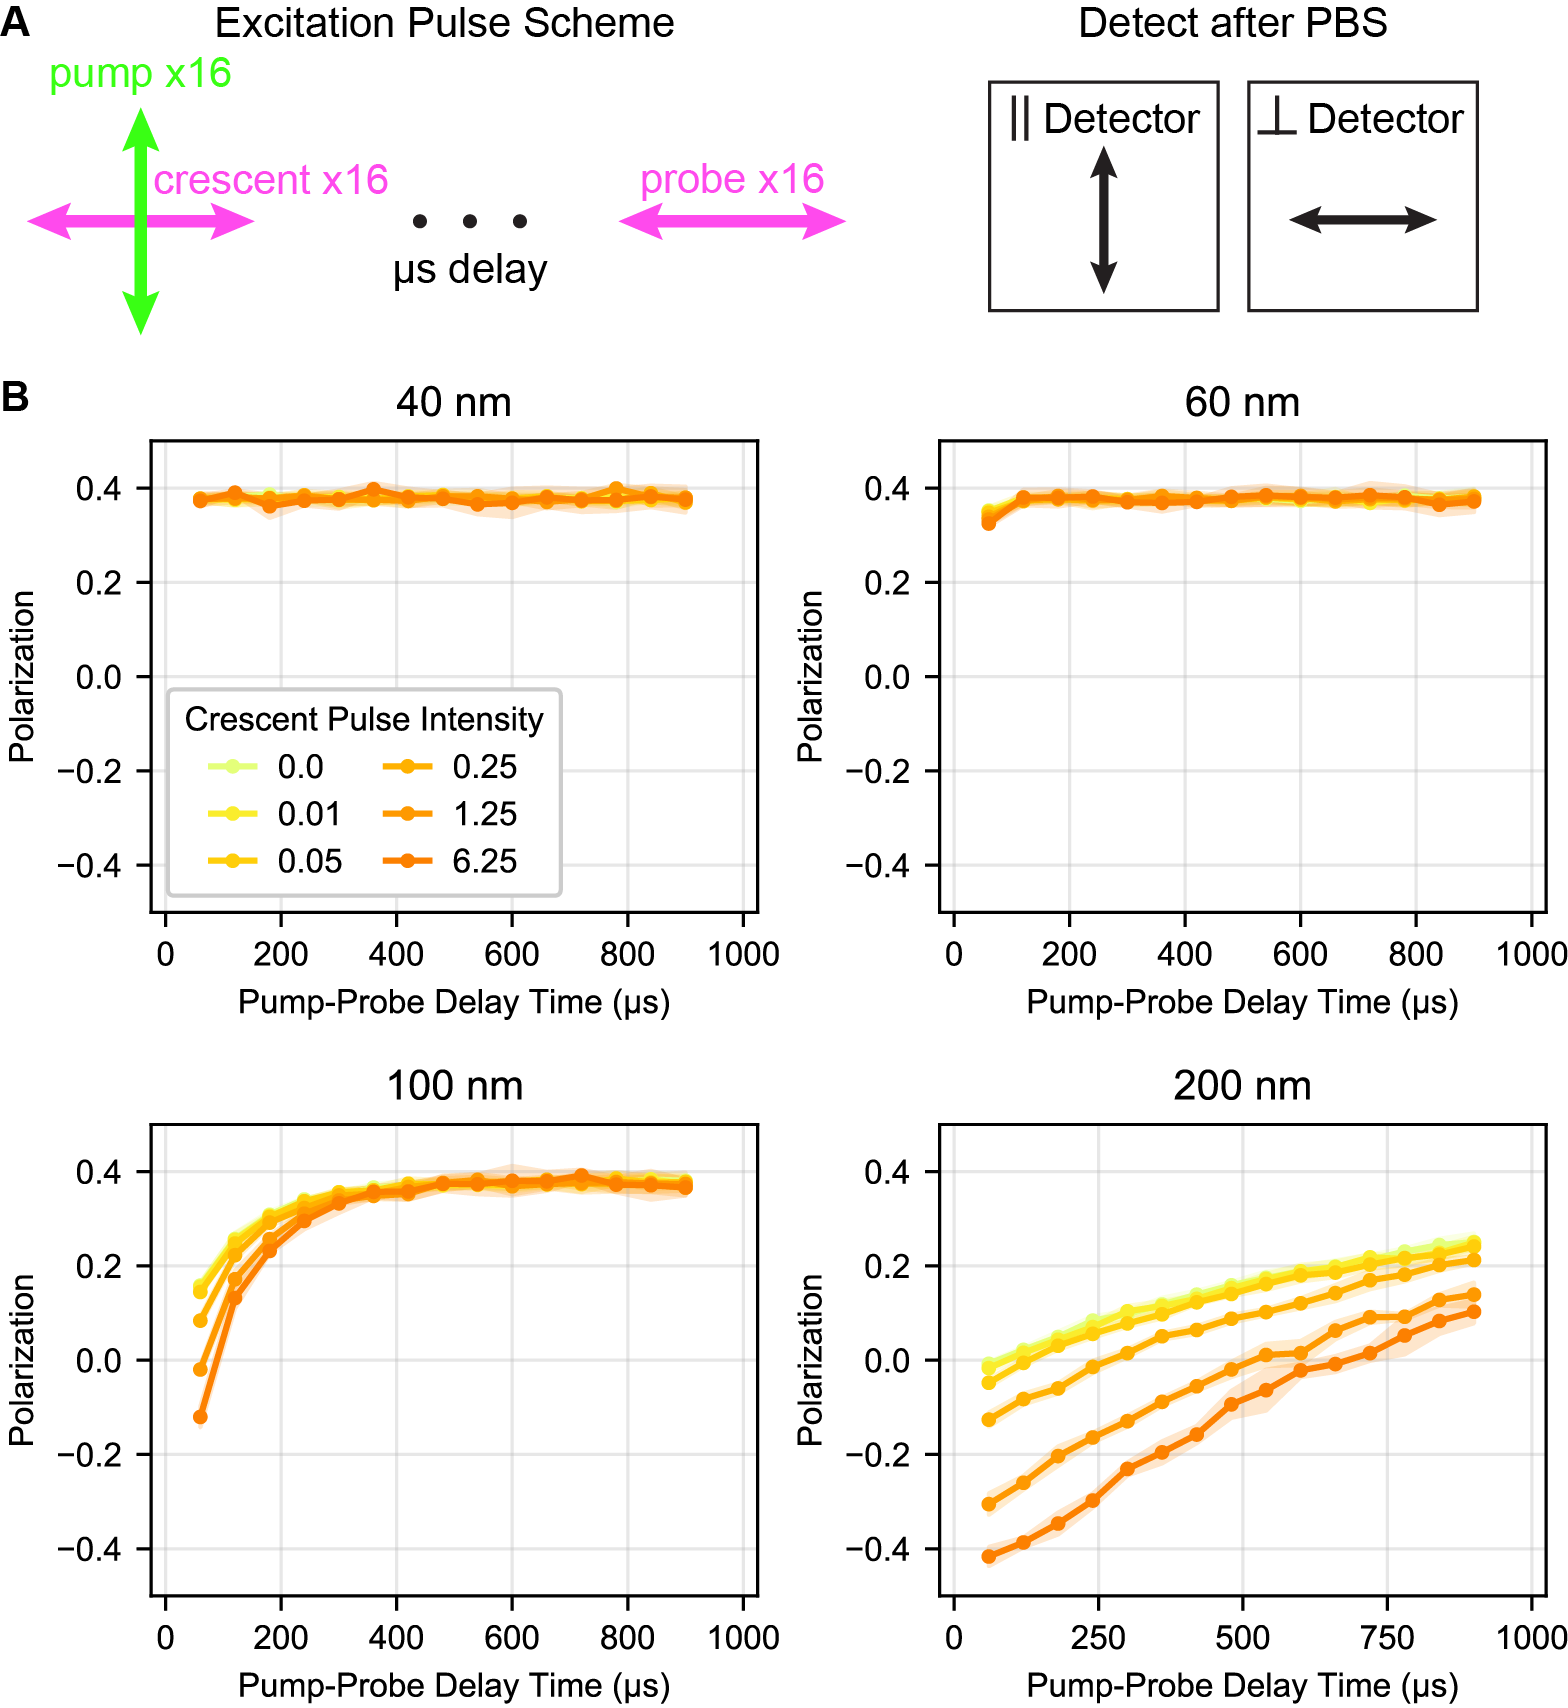 A
Excitation Pulse Scheme
Detect after PBS
pump x16
crescent x16
probe x16
µs delay
|| Detector
⊥ Detector
B
40 nm
0.4
0.2
0.0
−0.2
−0.4
Polarization
Crescent Pulse Intensity
0.0 0.25
0.01 1.25
0.05 6.25
0 200 400 600 800 1000
Pump-Probe Delay Time (µs)
60 nm
0.4
0.2
0.0
−0.2
−0.4
Polarization
0 200 400 600 800 1000
Pump-Probe Delay Time (µs)
100 nm
0.4
0.2
0.0
−0.2
−0.4
Polarization
0 200 400 600 800 1000
Pump-Probe Delay Time (µs)
200 nm
0.4
0.2
0.0
−0.2
−0.4
Polarization
0 250 500 750 1000
Pump-Probe Delay Time (µs)